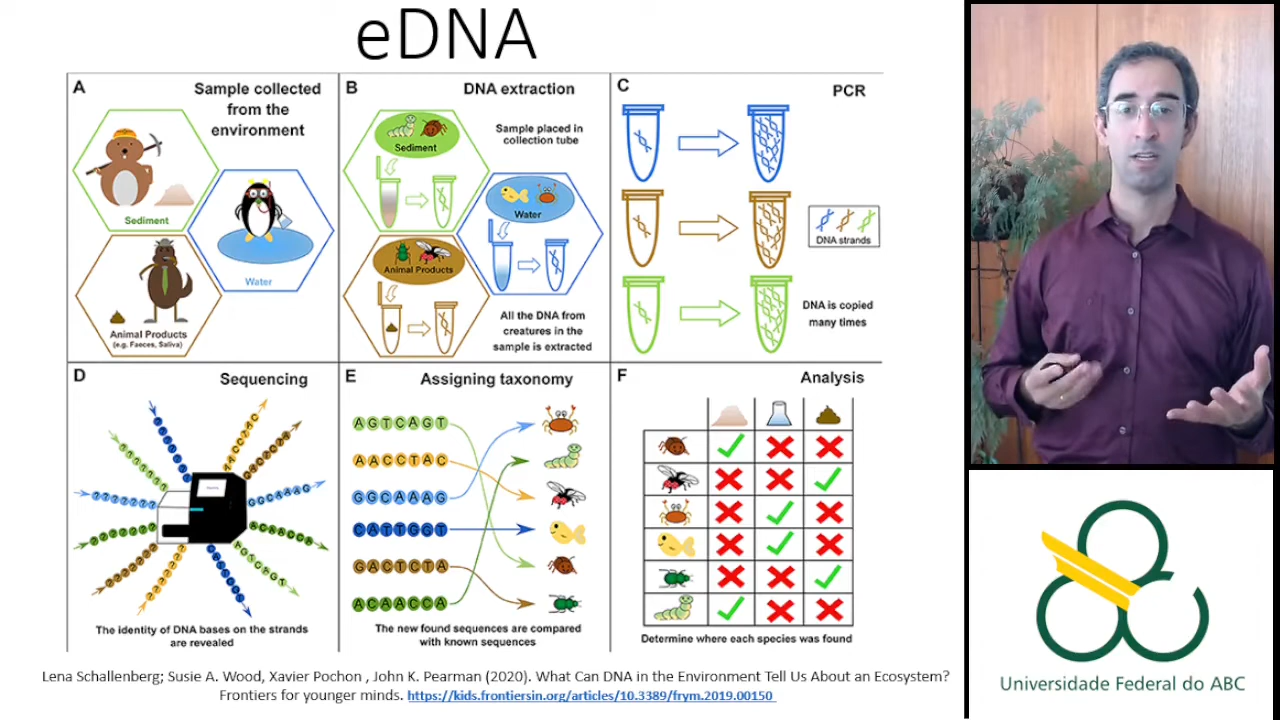 eDNA
A
Sample collected
from the
environment
Sediment
Water
Animal Products
(e.g. Faeces, Saliva)
B
DNA extraction
Sample placed in
collection tube
Sediment
Water
Animal Products
All the DNA from
creatures in the
sample is extracted
C
PCR
DNA strands
DNA is copied
many times
D
Sequencing
???????
???????
???????
???????
???????
???????
GGCAAAG
ACAACCA
AGTCAGT
The identity of DNA bases on the strands
are revealed
E
Assigning taxonomy
AGTCAGT
AACCTAC
GGCAAAG
CATTGGT
GACTCTA
ACAACCA
The new found sequences are compared
with known sequences
F
Analysis
Determine where each species was found
Lena Schallenberg; Susie A. Wood, Xavier Pochon , John K. Pearman (2020). What Can DNA in the Environment Tell Us About an Ecosystem?
Frontiers for younger minds. https://kids.frontiersin.org/articles/10.3389/frym.2019.00150
Universidade Federal do ABC